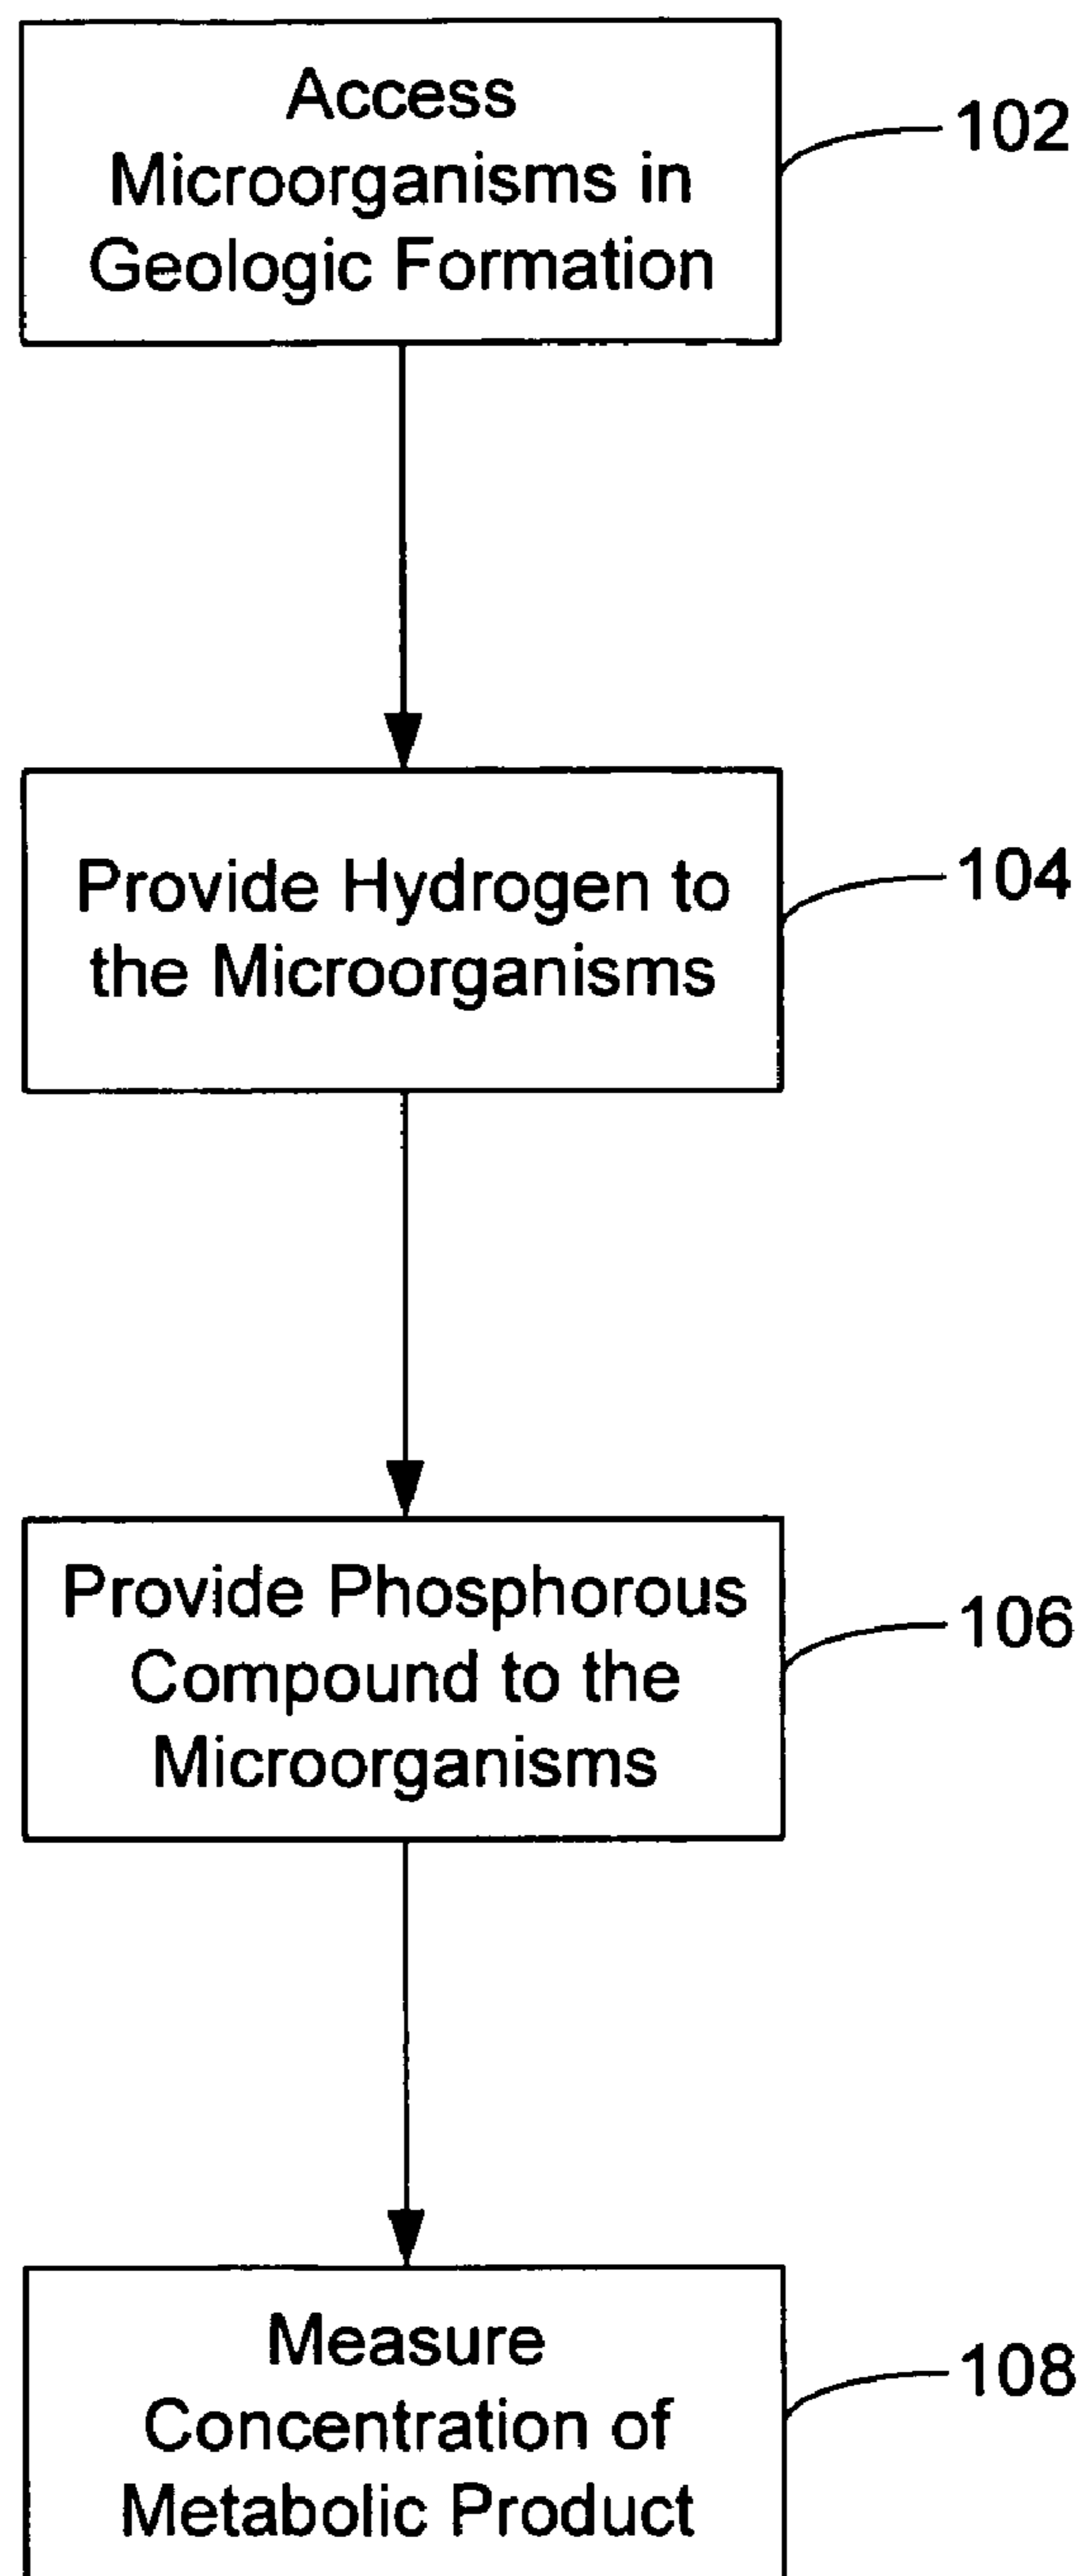 Access
Microorganisms in
Geologic Formation
102
Provide Hydrogen to
the Microorganisms
104
Provide Phosphorous
Compound to the
Microorganisms
106
Measure
Concentration of
Metabolic Product
108